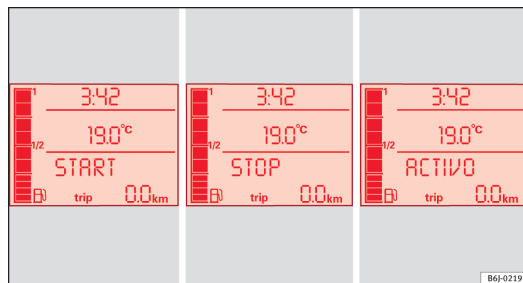 1 3:42
19.0°C
1/2
START
trip 0.0km
1 3:42
19.0°C
1/2
STOP
trip 0.0km
1 3:42
19.0°C
1/2
ACTIVO
trip 0.0km
B6J-0219